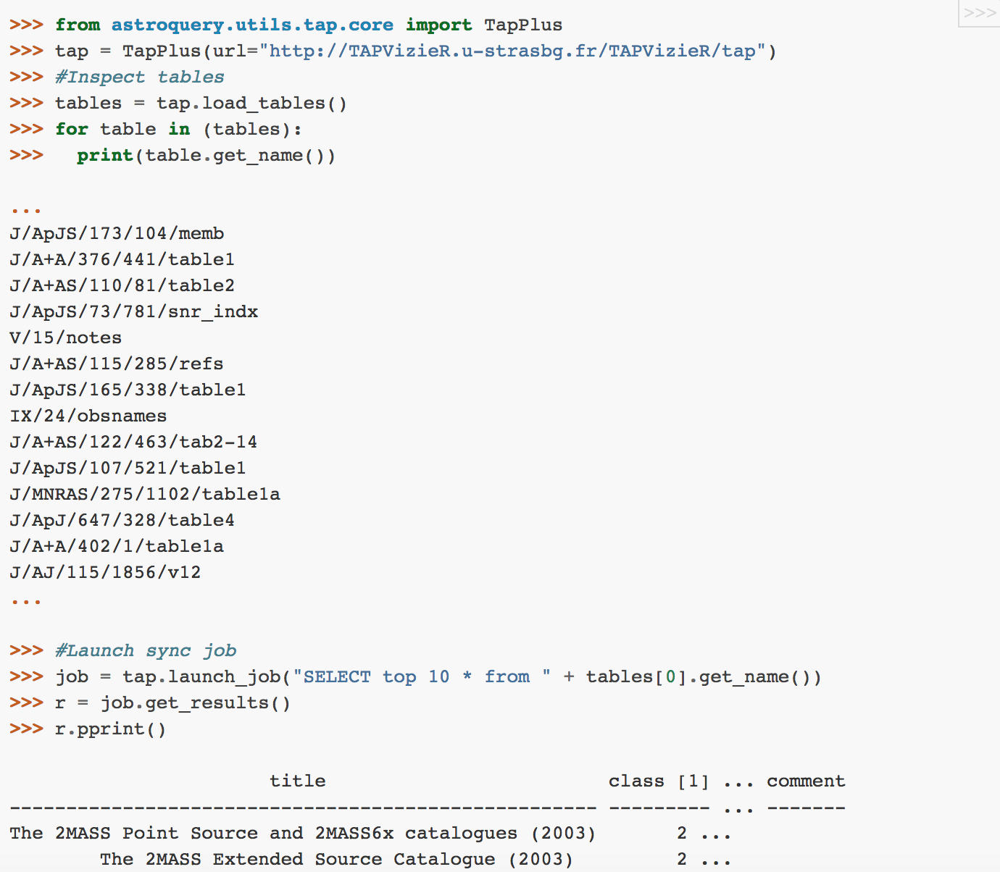 >>>
>>> from astroquery.utils.tap.core import TapPlus
>>> tap = TapPlus(url="http://TAPVizieR.u-strasbg.fr/TAPVizieR/tap")
>>> #Inspect tables
>>> tables = tap.load_tables()
>>> for table in (tables):
>>>   print(table.get_name())
...
J/ApJS/173/104/memb
J/A+A/376/441/table1
J/A+AS/110/81/table2
J/ApJS/73/781/snr_indx
V/15/notes
J/A+AS/115/285/refs
J/ApJS/165/338/table1
IX/24/obsnames
J/A+AS/122/463/tab2-14
J/ApJS/107/521/table1
J/MNRAS/275/1102/table1a
J/ApJ/647/328/table4
J/A+A/402/1/table1a
J/AJ/115/1856/v12
...
>>> #Launch sync job
>>> job = tap.launch_job("SELECT top 10 * from " + tables[0].get_name())
>>> r = job.get_results()
>>> r.pprint()
                       title                         class [1] ... comment
---------------------------------------------------- --------- ... -------
The 2MASS Point Source and 2MASS6x catalogues (2003)       2 ...
        The 2MASS Extended Source Catalogue (2003)         2 ...